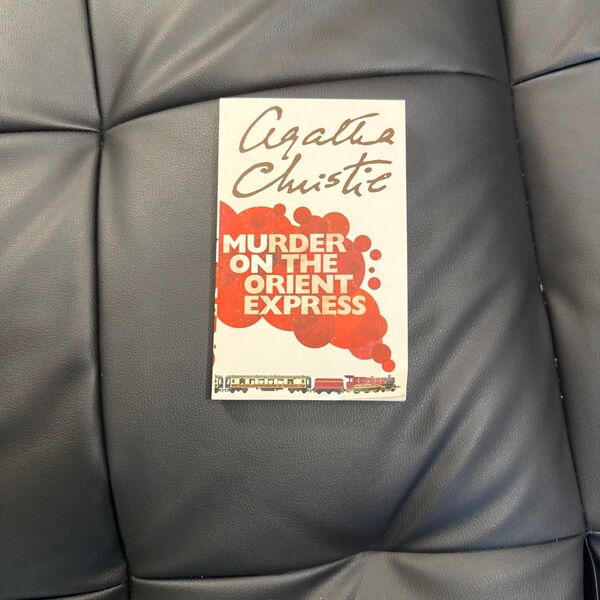 Agatha
Christie
MURDER
ON THE
ORIENT
EXPRESS